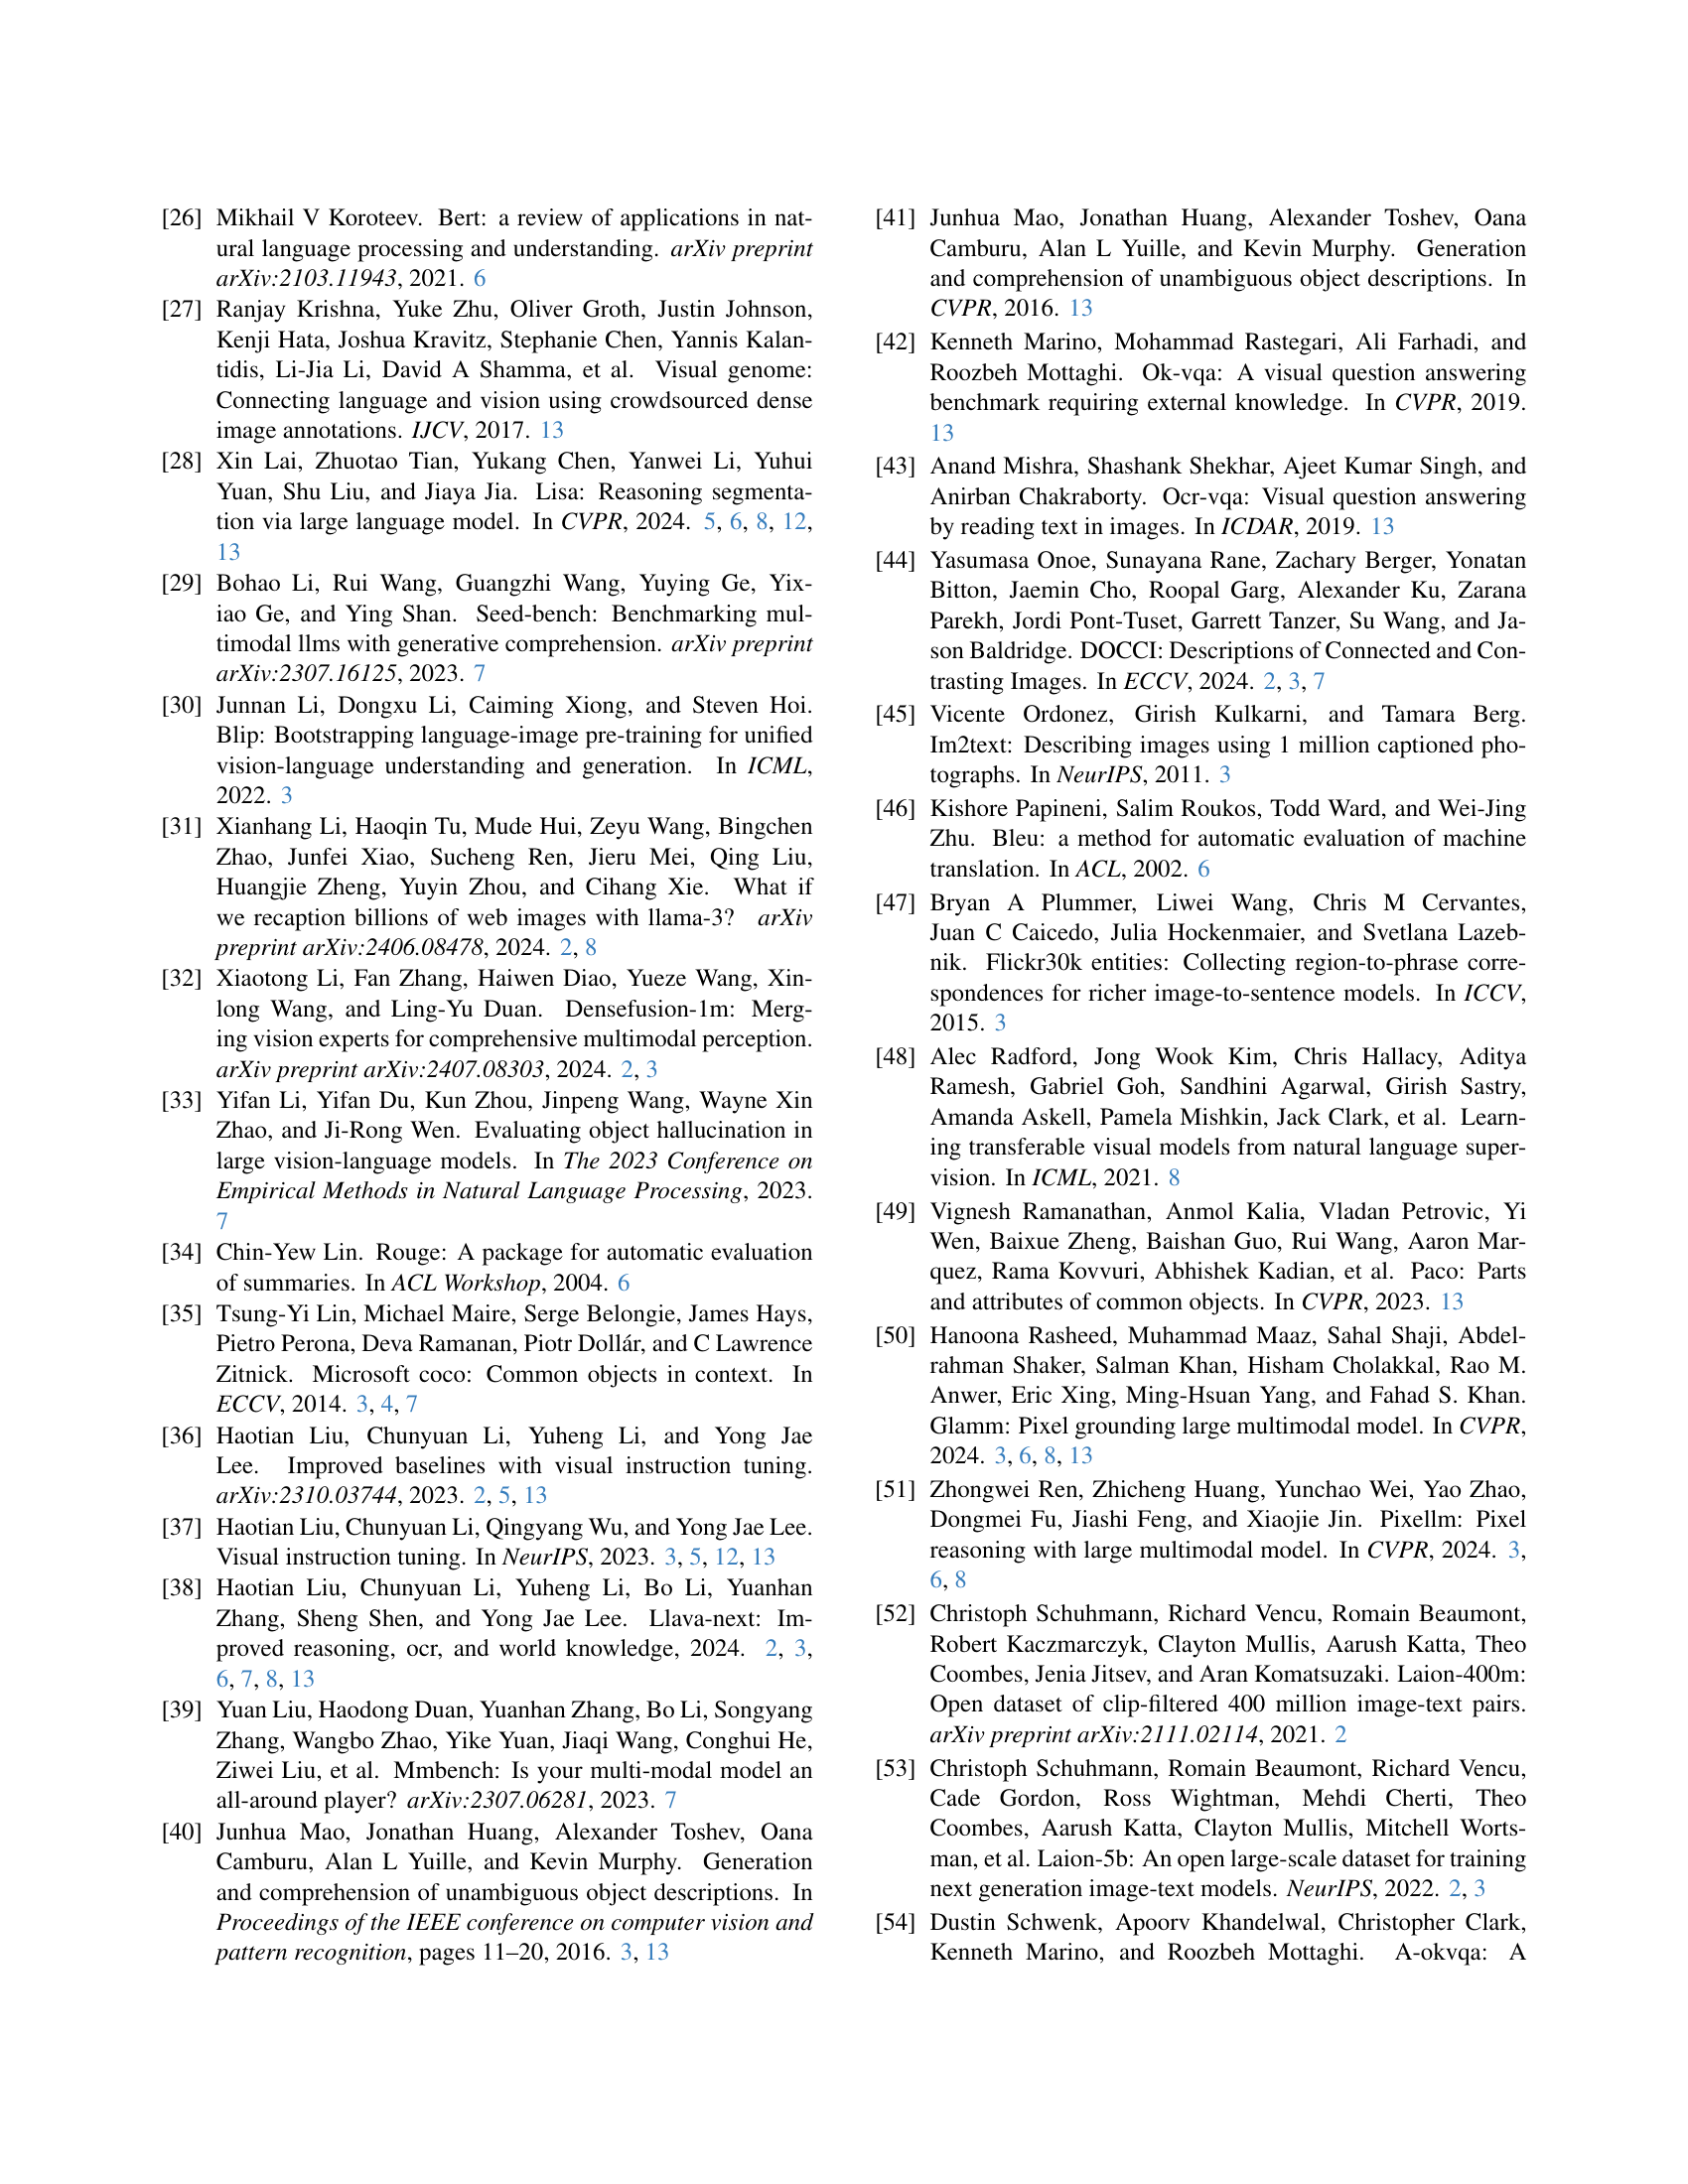 [26] Mikhail V Koroteev. Bert: a review of applications in nat-
ural language processing and understanding. arXiv preprint
arXiv:2103.11943, 2021. 6
[27] Ranjay Krishna, Yuke Zhu, Oliver Groth, Justin Johnson,
Kenji Hata, Joshua Kravitz, Stephanie Chen, Yannis Kalan-
tidis, Li-Jia Li, David A Shamma, et al. Visual genome:
Connecting language and vision using crowdsourced dense
image annotations. IJCV, 2017. 13
[28] Xin Lai, Zhuotao Tian, Yukang Chen, Yanwei Li, Yuhui
Yuan, Shu Liu, and Jiaya Jia. Lisa: Reasoning segmenta-
tion via large language model. In CVPR, 2024. 5, 6, 8, 12,
13
[29] Bohao Li, Rui Wang, Guangzhi Wang, Yuying Ge, Yix-
iao Ge, and Ying Shan. Seed-bench: Benchmarking mul-
timodal llms with generative comprehension. arXiv preprint
arXiv:2307.16125, 2023. 7
[30] Junnan Li, Dongxu Li, Caiming Xiong, and Steven Hoi.
Blip: Bootstrapping language-image pre-training for unified
vision-language understanding and generation. In ICML,
2022. 3
[31] Xianhang Li, Haoqin Tu, Mude Hui, Zeyu Wang, Bingchen
Zhao, Junfei Xiao, Sucheng Ren, Jieru Mei, Qing Liu,
Huangjie Zheng, Yuyin Zhou, and Cihang Xie. What if
we recaption billions of web images with llama-3? arXiv
preprint arXiv:2406.08478, 2024. 2, 8
[32] Xiaotong Li, Fan Zhang, Haiwen Diao, Yueze Wang, Xin-
long Wang, and Ling-Yu Duan. Densefusion-1m: Merg-
ing vision experts for comprehensive multimodal perception.
arXiv preprint arXiv:2407.08303, 2024. 2, 3
[33] Yifan Li, Yifan Du, Kun Zhou, Jinpeng Wang, Wayne Xin
Zhao, and Ji-Rong Wen. Evaluating object hallucination in
large vision-language models. In The 2023 Conference on
Empirical Methods in Natural Language Processing, 2023.
7
[34] Chin-Yew Lin. Rouge: A package for automatic evaluation
of summaries. In ACL Workshop, 2004. 6
[35] Tsung-Yi Lin, Michael Maire, Serge Belongie, James Hays,
Pietro Perona, Deva Ramanan, Piotr Dollár, and C Lawrence
Zitnick. Microsoft coco: Common objects in context. In
ECCV, 2014. 3, 4, 7
[36] Haotian Liu, Chunyuan Li, Yuheng Li, and Yong Jae
Lee. Improved baselines with visual instruction tuning.
arXiv:2310.03744, 2023. 2, 5, 13
[37] Haotian Liu, Chunyuan Li, Qingyang Wu, and Yong Jae Lee.
Visual instruction tuning. In NeurIPS, 2023. 3, 5, 12, 13
[38] Haotian Liu, Chunyuan Li, Yuheng Li, Bo Li, Yuanhan
Zhang, Sheng Shen, and Yong Jae Lee. Llava-next: Im-
proved reasoning, ocr, and world knowledge, 2024. 2, 3,
6, 7, 8, 13
[39] Yuan Liu, Haodong Duan, Yuanhan Zhang, Bo Li, Songyang
Zhang, Wangbo Zhao, Yike Yuan, Jiaqi Wang, Conghui He,
Ziwei Liu, et al. Mmbench: Is your multi-modal model an
all-around player? arXiv:2307.06281, 2023. 7
[40] Junhua Mao, Jonathan Huang, Alexander Toshev, Oana
Camburu, Alan L Yuille, and Kevin Murphy. Generation
and comprehension of unambiguous object descriptions. In
Proceedings of the IEEE conference on computer vision and
pattern recognition, pages 11–20, 2016. 3, 13
[41] Junhua Mao, Jonathan Huang, Alexander Toshev, Oana
Camburu, Alan L Yuille, and Kevin Murphy. Generation
and comprehension of unambiguous object descriptions. In
CVPR, 2016. 13
[42] Kenneth Marino, Mohammad Rastegari, Ali Farhadi, and
Roozbeh Mottaghi. Ok-vqa: A visual question answering
benchmark requiring external knowledge. In CVPR, 2019.
13
[43] Anand Mishra, Shashank Shekhar, Ajeet Kumar Singh, and
Anirban Chakraborty. Ocr-vqa: Visual question answering
by reading text in images. In ICDAR, 2019. 13
[44] Yasumasa Onoe, Sunayana Rane, Zachary Berger, Yonatan
Bitton, Jaemin Cho, Roopal Garg, Alexander Ku, Zarana
Parekh, Jordi Pont-Tuset, Garrett Tanzer, Su Wang, and Ja-
son Baldridge. DOCCI: Descriptions of Connected and Con-
trasting Images. In ECCV, 2024. 2, 3, 7
[45] Vicente Ordonez, Girish Kulkarni, and Tamara Berg.
Im2text: Describing images using 1 million captioned pho-
tographs. In NeurIPS, 2011. 3
[46] Kishore Papineni, Salim Roukos, Todd Ward, and Wei-Jing
Zhu. Bleu: a method for automatic evaluation of machine
translation. In ACL, 2002. 6
[47] Bryan A Plummer, Liwei Wang, Chris M Cervantes,
Juan C Caicedo, Julia Hockenmaier, and Svetlana Lazeb-
nik. Flickr30k entities: Collecting region-to-phrase corre-
spondences for richer image-to-sentence models. In ICCV,
2015. 3
[48] Alec Radford, Jong Wook Kim, Chris Hallacy, Aditya
Ramesh, Gabriel Goh, Sandhini Agarwal, Girish Sastry,
Amanda Askell, Pamela Mishkin, Jack Clark, et al. Learn-
ing transferable visual models from natural language super-
vision. In ICML, 2021. 8
[49] Vignesh Ramanathan, Anmol Kalia, Vladan Petrovic, Yi
Wen, Baixue Zheng, Baishan Guo, Rui Wang, Aaron Mar-
quez, Rama Kovvuri, Abhishek Kadian, et al. Paco: Parts
and attributes of common objects. In CVPR, 2023. 13
[50] Hanoona Rasheed, Muhammad Maaz, Sahal Shaji, Abdel-
rahman Shaker, Salman Khan, Hisham Cholakkal, Rao M.
Anwer, Eric Xing, Ming-Hsuan Yang, and Fahad S. Khan.
Glamm: Pixel grounding large multimodal model. In CVPR,
2024. 3, 6, 8, 13
[51] Zhongwei Ren, Zhicheng Huang, Yunchao Wei, Yao Zhao,
Dongmei Fu, Jiashi Feng, and Xiaojie Jin. Pixellm: Pixel
reasoning with large multimodal model. In CVPR, 2024. 3,
6, 8
[52] Christoph Schuhmann, Richard Vencu, Romain Beaumont,
Robert Kaczmarczyk, Clayton Mullis, Aarush Katta, Theo
Coombes, Jenia Jitsev, and Aran Komatsuzaki. Laion-400m:
Open dataset of clip-filtered 400 million image-text pairs.
arXiv preprint arXiv:2111.02114, 2021. 2
[53] Christoph Schuhmann, Romain Beaumont, Richard Vencu,
Cade Gordon, Ross Wightman, Mehdi Cherti, Theo
Coombes, Aarush Katta, Clayton Mullis, Mitchell Worts-
man, et al. Laion-5b: An open large-scale dataset for training
next generation image-text models. NeurIPS, 2022. 2, 3
[54] Dustin Schwenk, Apoorv Khandelwal, Christopher Clark,
Kenneth Marino, and Roozbeh Mottaghi. A-okvqa: A